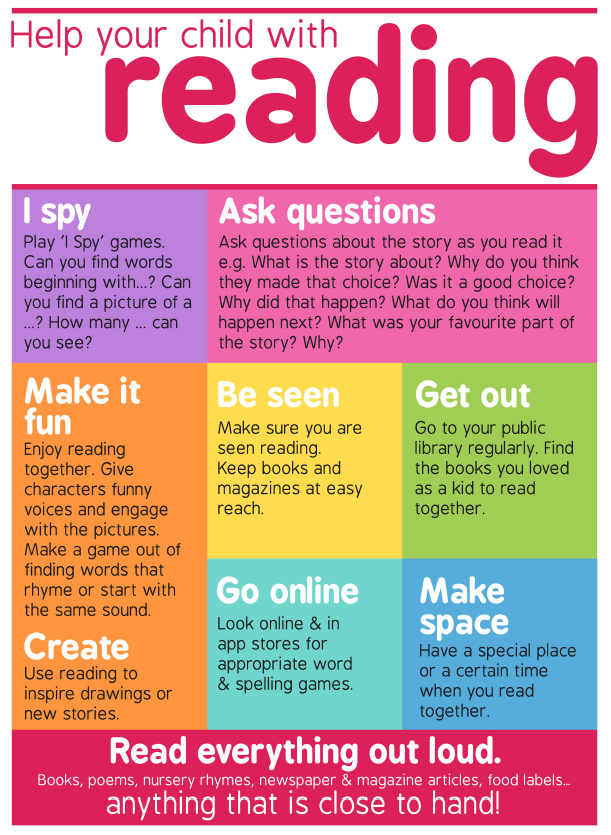 Help your child with
reading
I spy
Play 'I Spy' games.
Can you find words
beginning with...? Can
you find a picture of a
...? How many ... can
you see?
Ask questions
Ask questions about the story as you read it
e.g. What is the story about? Why do you think
they made that choice? Was it a good choice?
Why did that happen? What do you think will
happen next? What was your favourite part of
the story? Why?
Make it
fun
Enjoy reading
together. Give
characters funny
voices and engage
with the pictures.
Make a game out of
finding words that
rhyme or start with
the same sound.
Create
Use reading to
inspire drawings or
new stories.
Be seen
Make sure you are
seen reading.
Keep books and
magazines at easy
reach.
Get out
Go to your public
library regularly. Find
the books you loved
as a kid to read
together.
Go online
Look online & in
app stores for
appropriate word
& spelling games.
Make
space
Have a special place
or a certain time
when you read
together.
Read everything out loud.
Books, poems, nursery rhymes, newspaper & magazine articles, food labels...
anything that is close to hand!